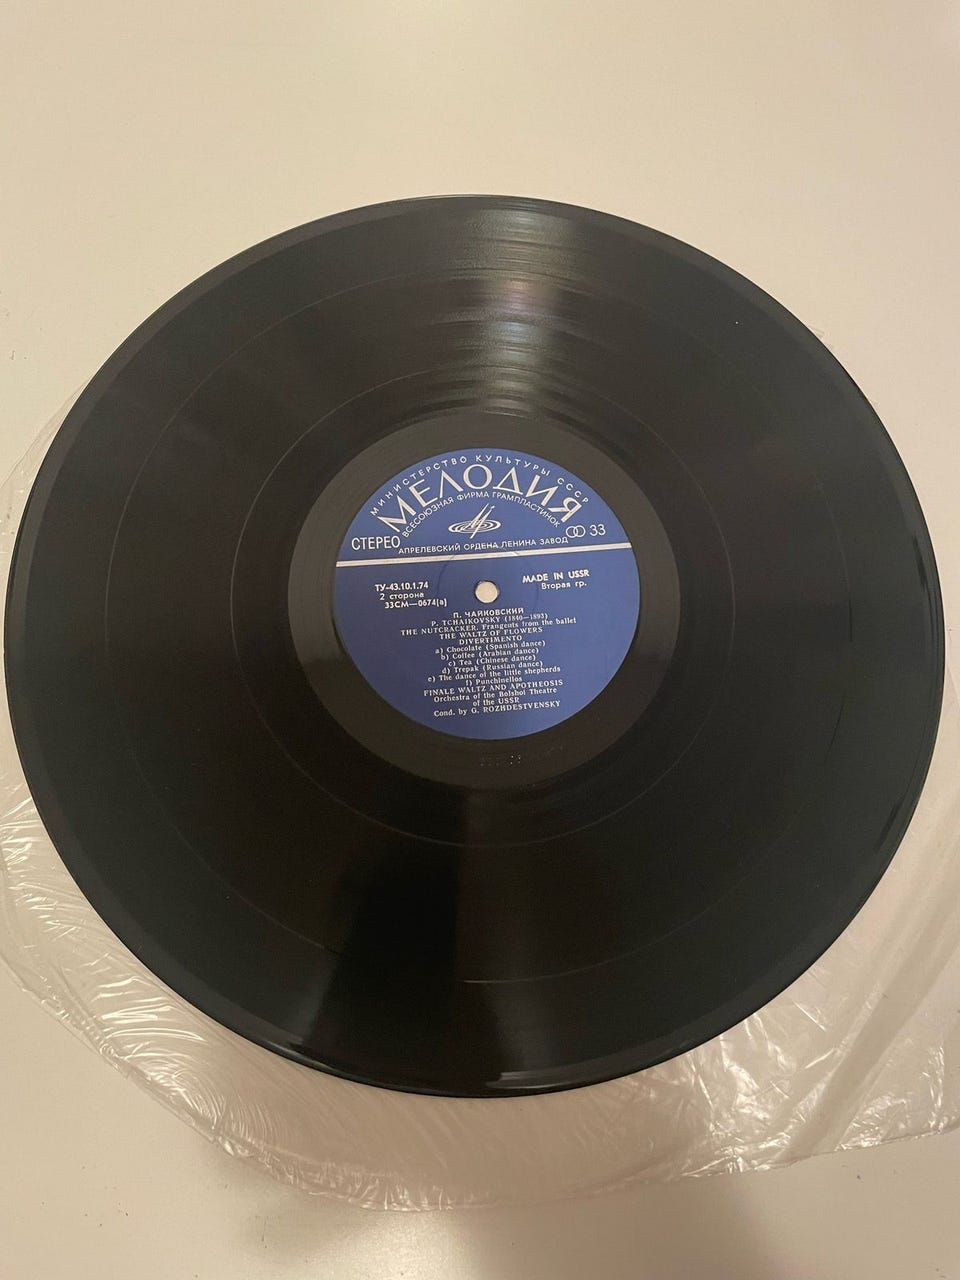 МИНИСТЕРСТВО КУЛЬТУРЫ СССР
МЕЛОДИЯ
ВСЕСОЮЗНАЯ ФИРМА ГРАМПЛАСТИНОК
СТЕРЕО
33
АПРЕЛЕВСКИЙ ОРДЕНА ЛЕНИНА ЗАВОД
ТУ-43.10.1.74
MADE IN USSR
2 сторона
Вторая гр.
33СМ—0674(а)
П. ЧАЙКОВСКИЙ
P. TCHAIKOVSKY (1840—1893)
THE NUTCRACKER. Frangents from the ballet
THE WALTZ OF FLOWERS
DIVERTIMENTO
a) Chocolate (Spanish dance)
b) Coffee (Arabian dance)
c) Tea (Chinese dance)
d) Trepak (Russian dance)
e) The dance of the little shepherds
f) Punchinellos
FINALE WALTZ AND APOTHEOSIS
Orchestra of the Bolshoi Theatre
of the USSR
Cond. by G. ROZHDESTVENSKY